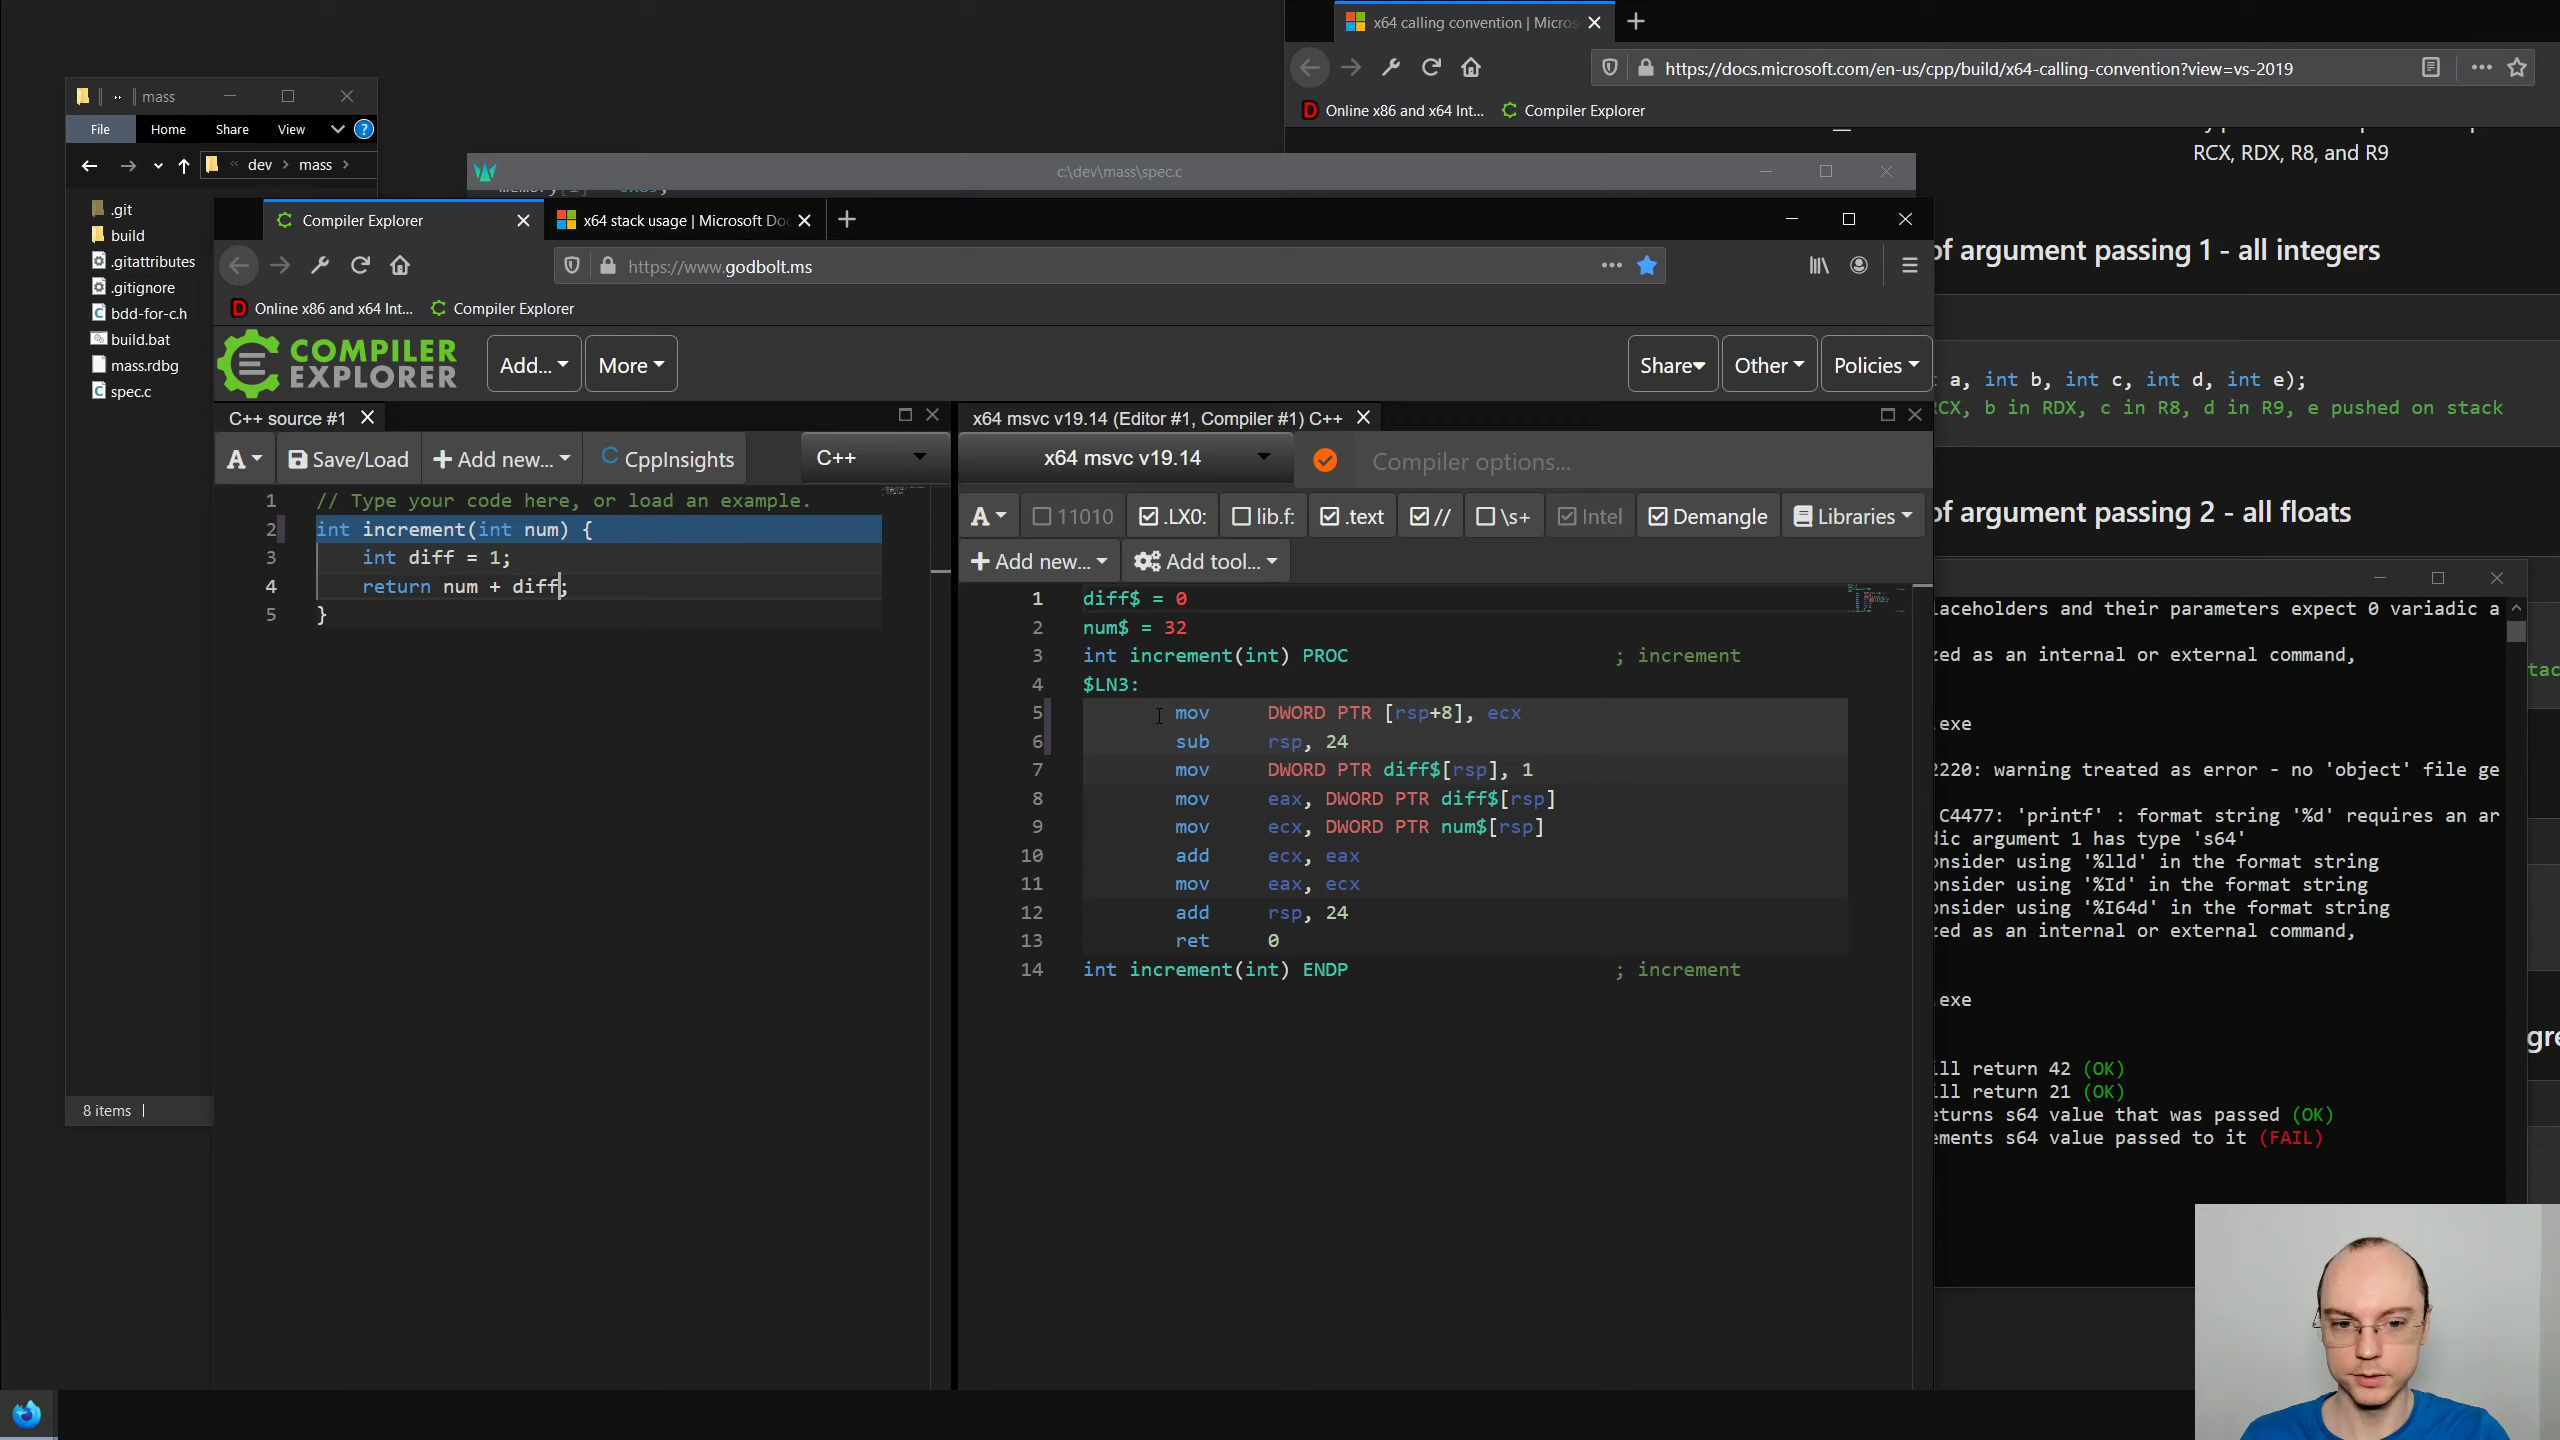 x64 calling convention | Micros
https://docs.microsoft.com/en-us/cpp/build/x64-calling-convention?view=vs-2019
Online x86 and x64 Int...
Compiler Explorer
RCX, RDX, R8, and R9
mass
File
Home
Share
View
dev
mass
.git
build
.gitattributes
.gitignore
bdd-for-c.h
build.bat
mass.rdbg
spec.c
8 items
c:\dev\mass\spec.c
Compiler Explorer
x64 stack usage | Microsoft Doc
https://www.godbolt.ms
Online x86 and x64 Int...
Compiler Explorer
COMPILER
EXPLORER
Add...
More
Share
Other
Policies
C++ source #1
A
Save/Load
Add new...
CppInsights
C++
1 // Type your code here, or load an example.
2 int increment(int num) {
3 int diff = 1;
4 return num + diff;
5 }
x64 msvc v19.14 (Editor #1, Compiler #1) C++
x64 msvc v19.14
Compiler options...
A
11010
.LX0:
lib.f:
.text
//
\s+
Intel
Demangle
Libraries
Add new...
Add tool...
1 diff$ = 0
2 num$ = 32
3 int increment(int) PROC ; increment
4 $LN3:
5 mov DWORD PTR [rsp+8], ecx
6 sub rsp, 24
7 mov DWORD PTR diff$[rsp], 1
8 mov eax, DWORD PTR diff$[rsp]
9 mov ecx, DWORD PTR num$[rsp]
10 add ecx, eax
11 mov eax, ecx
12 add rsp, 24
13 ret 0
14 int increment(int) ENDP ; increment
of argument passing 1 - all integers
a, int b, int c, int d, int e);
RCX, b in RDX, c in R8, d in R9, e pushed on stack
of argument passing 2 - all floats
laceholders and their parameters expect 0 variadic a
zed as an internal or external command,
.exe
2220: warning treated as error - no 'object' file ge
C4477: 'printf' : format string '%d' requires an ar
dic argument 1 has type 's64'
onsider using '%lld' in the format string
onsider using '%Id' in the format string
onsider using '%I64d' in the format string
zed as an internal or external command,
.exe
ill return 42 (OK)
ill return 21 (OK)
eturns s64 value that was passed (OK)
ements s64 value passed to it (FAIL)
tac
gre